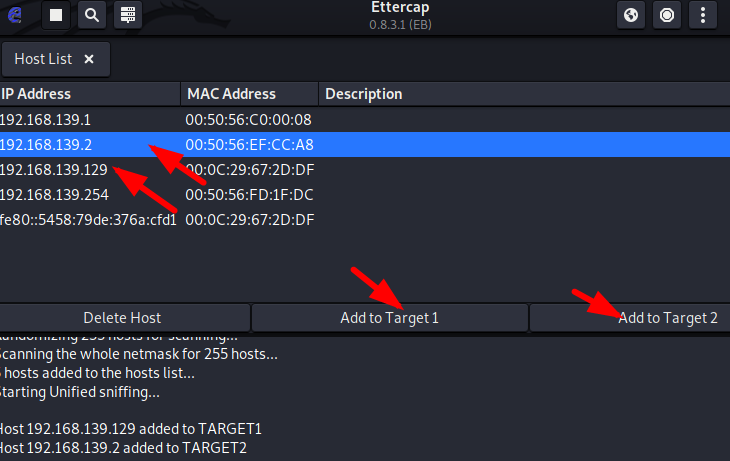 Ettercap
0.8.3.1 (EB)
Host List ×
IP Address MAC Address Description
192.168.139.1 00:50:56:C0:00:08
192.168.139.2 00:50:56:EF:CC:A8
192.168.139.129 00:0C:29:67:2D:DF
192.168.139.254 00:50:56:FD:1F:DC
fe80::5458:79de:376a:cfd1 00:0C:29:67:2D:DF
Delete Host Add to Target 1 Add to Target 2
Randomizing 255 hosts for scanning...
Scanning the whole netmask for 255 hosts...
hosts added to the hosts list...
Starting Unified sniffing...
Host 192.168.139.129 added to TARGET1
Host 192.168.139.2 added to TARGET2